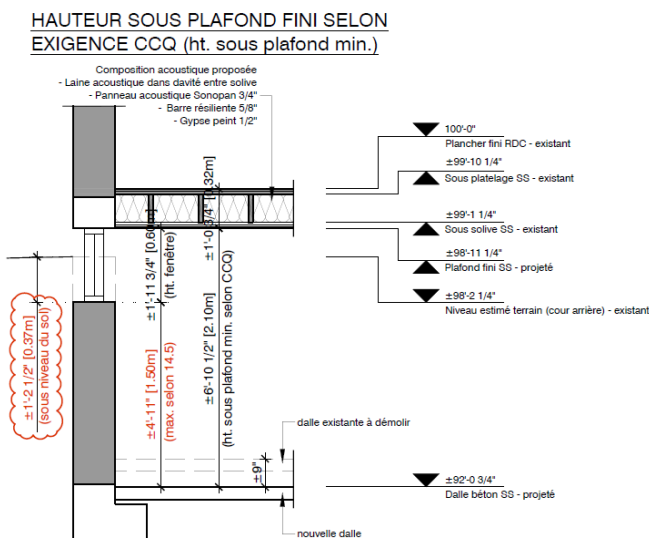 HAUTEUR SOUS PLAFOND FINI SELON
EXIGENCE CCQ (ht. sous plafond min.)
Composition acoustique proposée
- Laine acoustique dans davité entre solive
- Panneau acoustique Sonopan 3/4"
- Barre résiliente 5/8"
- Gypse peint 1/2"
100'-0"
Plancher fini RDC - existant
±99'-10 1/4"
Sous platelage SS - existant
±99'-1 1/4"
Sous solive SS - existant
±98'-11 1/4"
Plafond fini SS - projeté
±98'-2 1/4"
Niveau estimé terrain (cour arrière) - existant
±1'-0 3/4" [0.32m]
±1'-11 3/4" [0.60m]
(ht. fenêtre)
±6'-10 1/2" [2.10m]
(ht. sous plafond min. selon CCQ)
±4'-11" [1.50m]
(max. selon 14.5)
±1'-2 1/2" [0.37m]
(sous niveau du sol)
±9"
dalle existante à démolir
±92'-0 3/4"
Dalle béton SS - projeté
nouvelle dalle